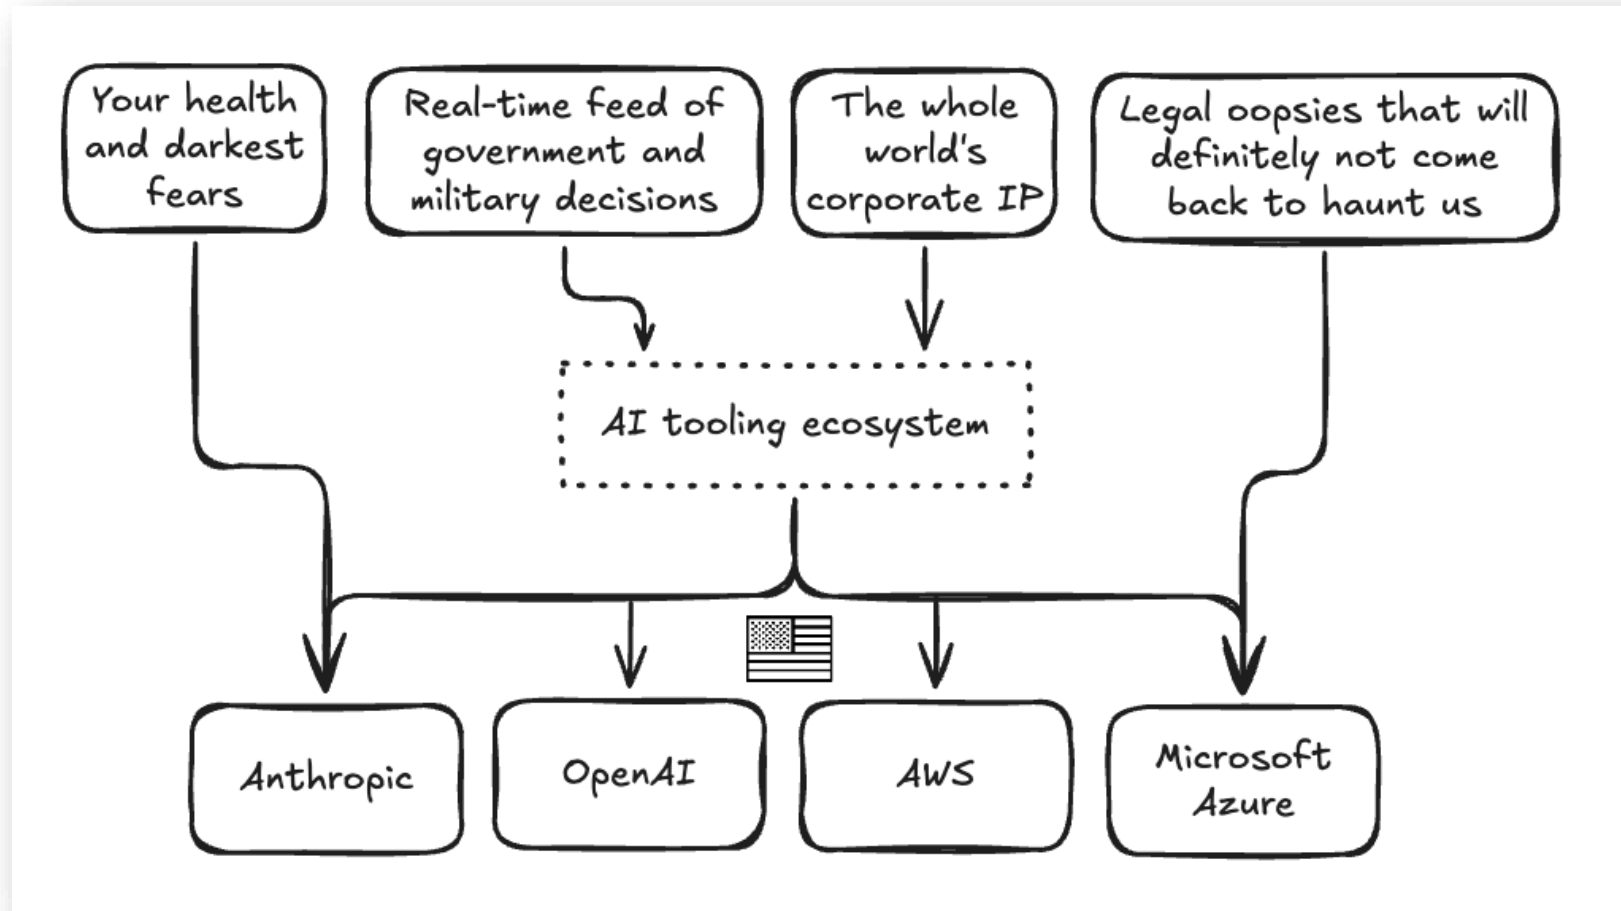 Your health
and darkest
fears
Real-time feed of
government and
military decisions
The whole
world's
corporate IP
Legal oopsies that will
definitely not come
back to haunt us
AI tooling ecosystem
Anthropic
OpenAI
AWS
Microsoft
Azure